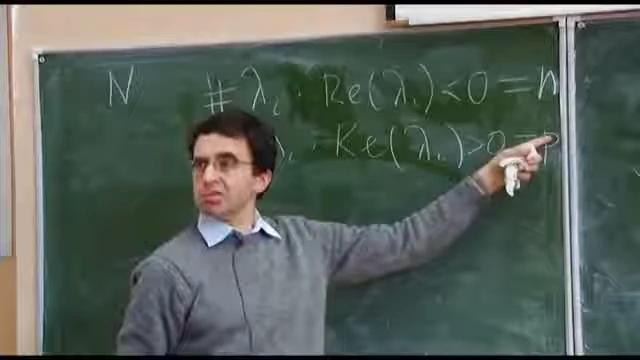 N # λᵢ : Re(λᵢ) < 0 = n
λᵢ : Re(λᵢ) > 0 = p